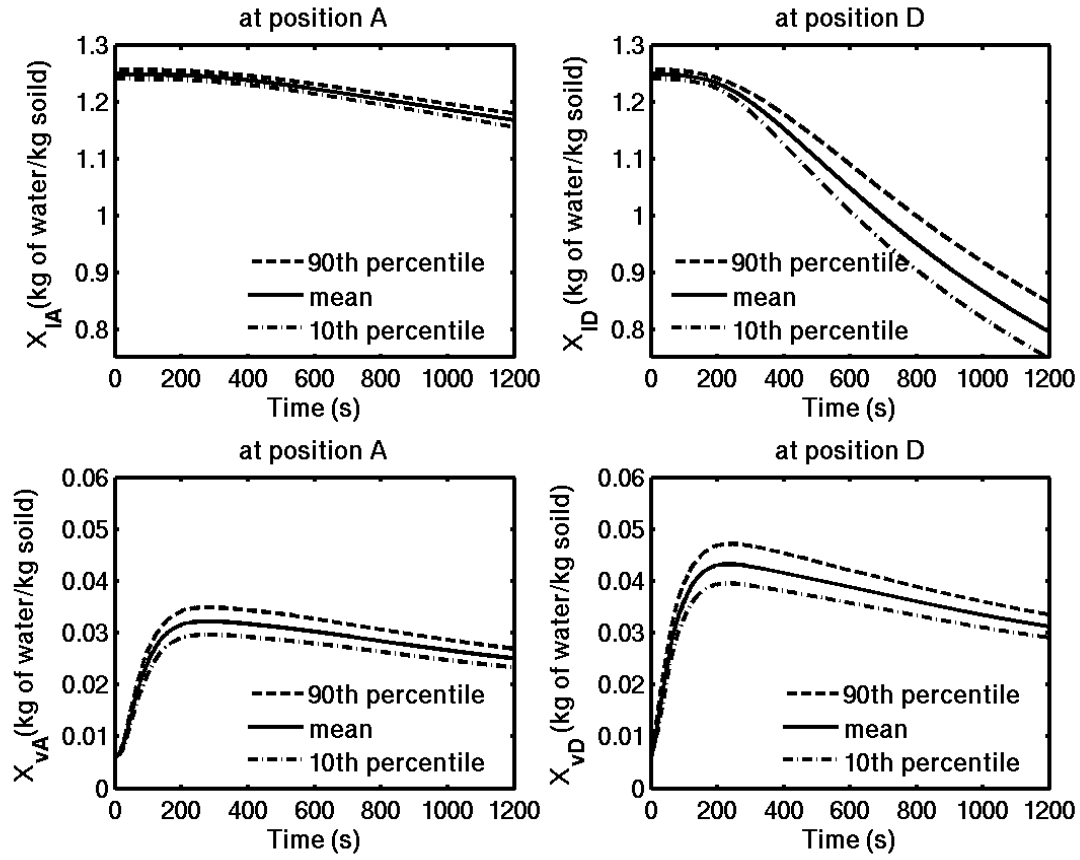 at position A
at position D
1.3
1.2
1.1
1
0.9
0.8
X_lA (kg of water/kg soild)
90th percentile
mean
10th percentile
0 200 400 600 800 1000 1200
Time (s)
1.3
1.2
1.1
1
0.9
0.8
X_lD (kg of water/kg soild)
90th percentile
mean
10th percentile
0 200 400 600 800 1000 1200
Time (s)
at position A
at position D
0.06
0.05
0.04
0.03
0.02
0.01
0
X_vA (kg of water/kg soild)
90th percentile
mean
10th percentile
0 200 400 600 800 1000 1200
Time (s)
0.06
0.05
0.04
0.03
0.02
0.01
0
X_vD (kg of water/kg soild)
90th percentile
mean
10th percentile
0 200 400 600 800 1000 1200
Time (s)